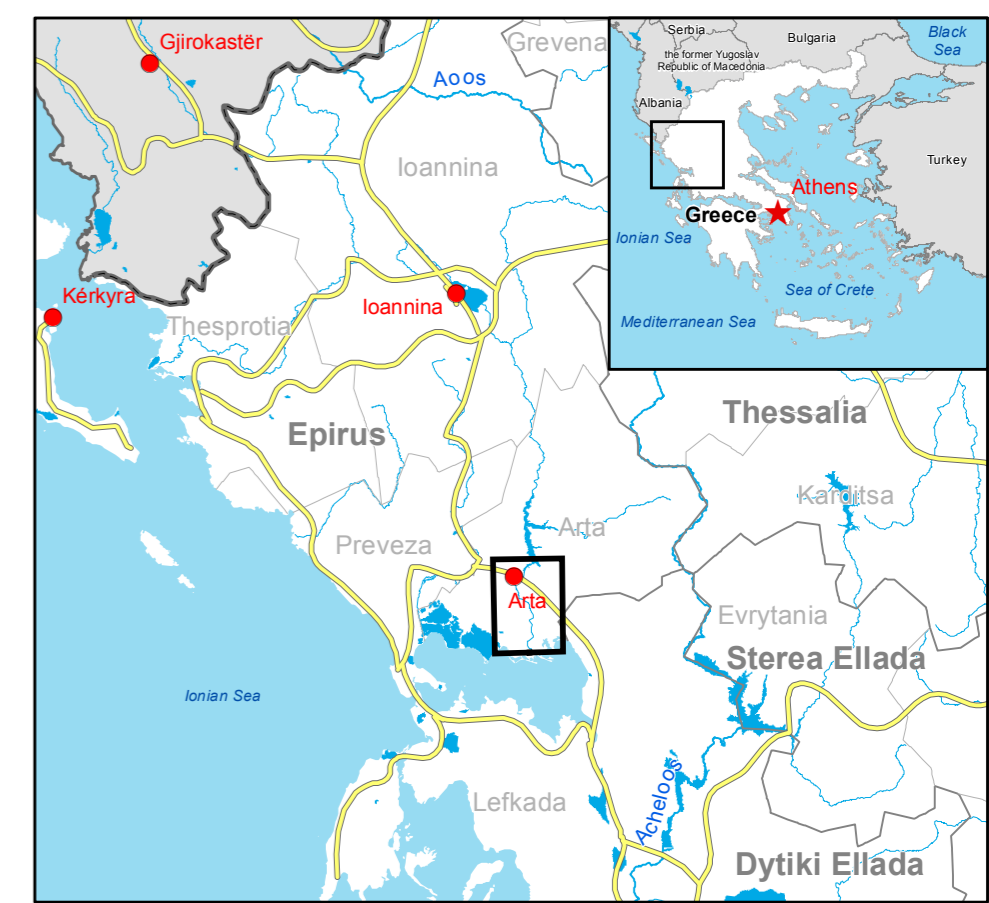 Gjirokastër
Grevena
Aoos
Ioannina
Kérkyra
Thesprotia
Ioannina
Epirus
Thessalia
Karditsa
Preveza
Arta
Arta
Evrytania
Sterea Ellada
Ionian Sea
Lefkada
Acheloos
Dytiki Ellada
Serbia
Bulgaria
Black
Sea
the former Yugoslav
Republic of Macedonia
Albania
Turkey
Athens
Greece
Ionian Sea
Sea of Crete
Mediterranean Sea